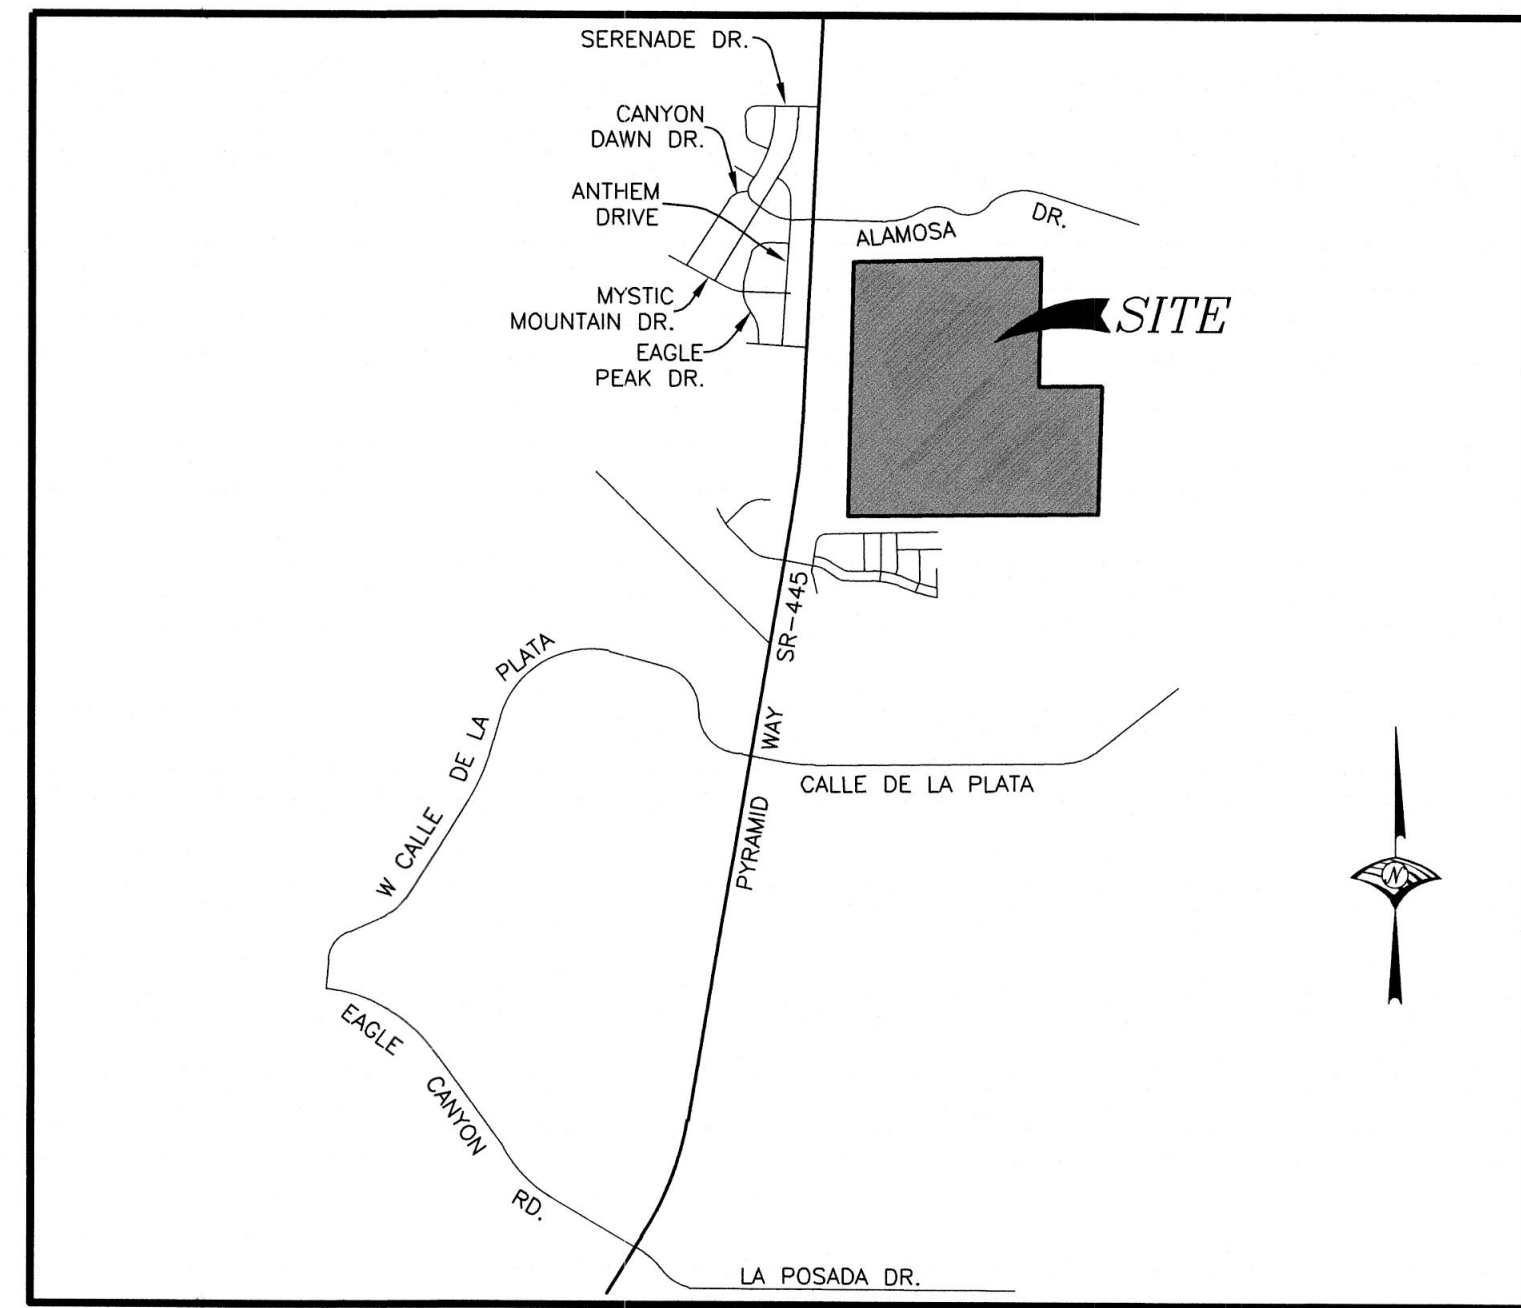 SERENADE DR.
CANYON
DAWN DR.
ANTHEM
DRIVE
ALAMOSA DR.
MYSTIC
MOUNTAIN DR.
SITE
EAGLE
PEAK DR.
SR-445
W CALLE DE LA PLATA
PYRAMID WAY
CALLE DE LA PLATA
N
EAGLE CANYON RD.
LA POSADA DR.